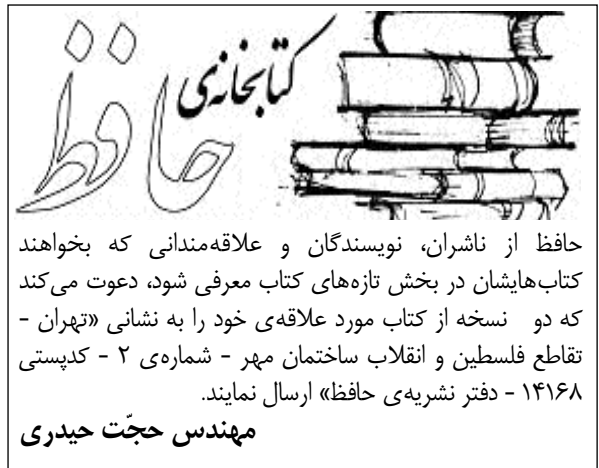 کتابخانه‌ی
حافظ
حافظ از ناشران، نویسندگان و علاقه‌مندانی که بخواهند
کتاب‌هایشان در بخش تازه‌های کتاب معرفی شود، دعوت می‌کند
که دو نسخه از کتاب مورد علاقه‌ی خود را به نشانی «تهران -
تقاطع فلسطین و انقلاب ساختمان مهر - شماره‌ی ۲ - کدپستی
۱۴۱۶۸ - دفتر نشریه‌ی حافظ» ارسال نمایند.
مهندس حجّت حیدری